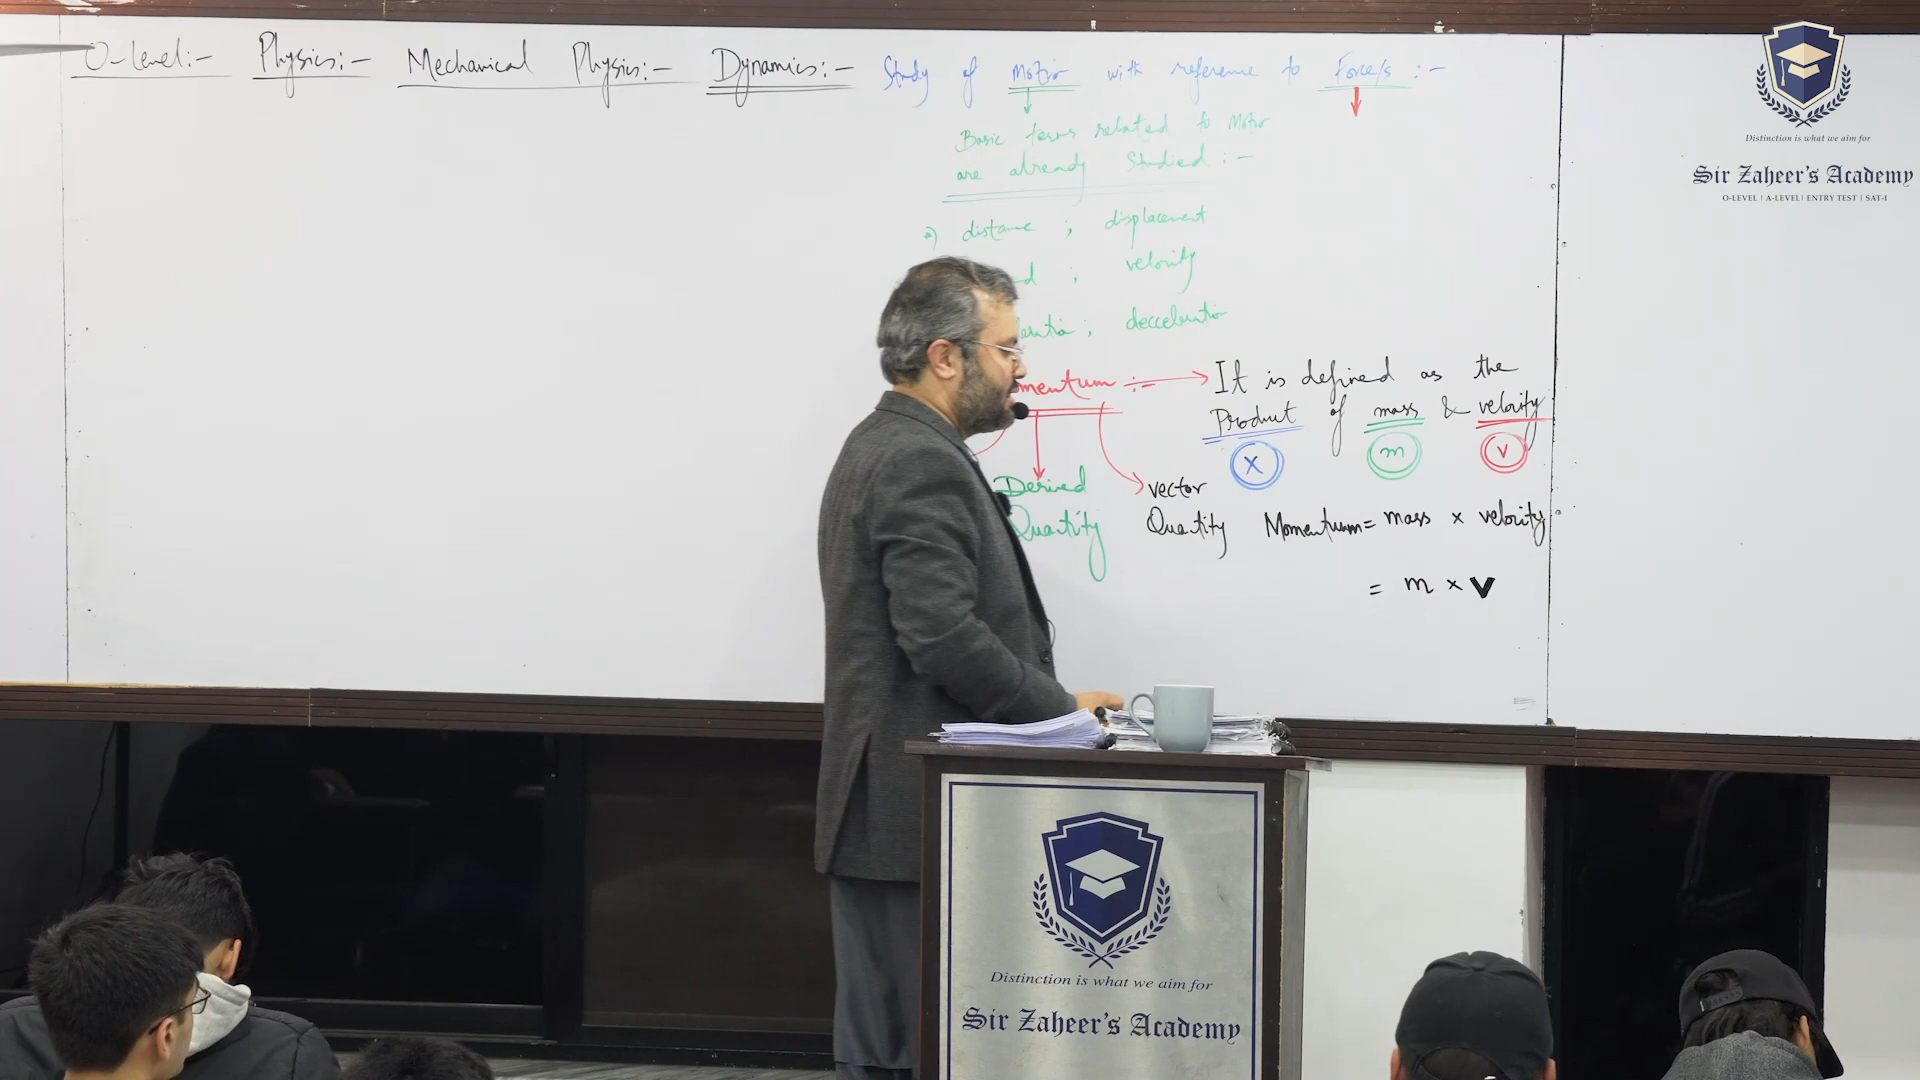 O-level:- Physics:- Mechanical Physics:- Dynamics:- Study of Motion with reference to Force/s :-
Basic terms related to Motion
are already Studied :-
*) distance ; displacement
; velocity
; decceleration
mentum :- → It is defined as the
Product of mass & velocity
X m v
Derived
Quantity
vector
Quantity
Momentum = mass x velocity
= m x v
Distinction is what we aim for
Sir Zaheer's Academy
O-LEVEL | A-LEVEL | ENTRY TEST | SAT-I
Distinction is what we aim for
Sir Zaheer's Academy